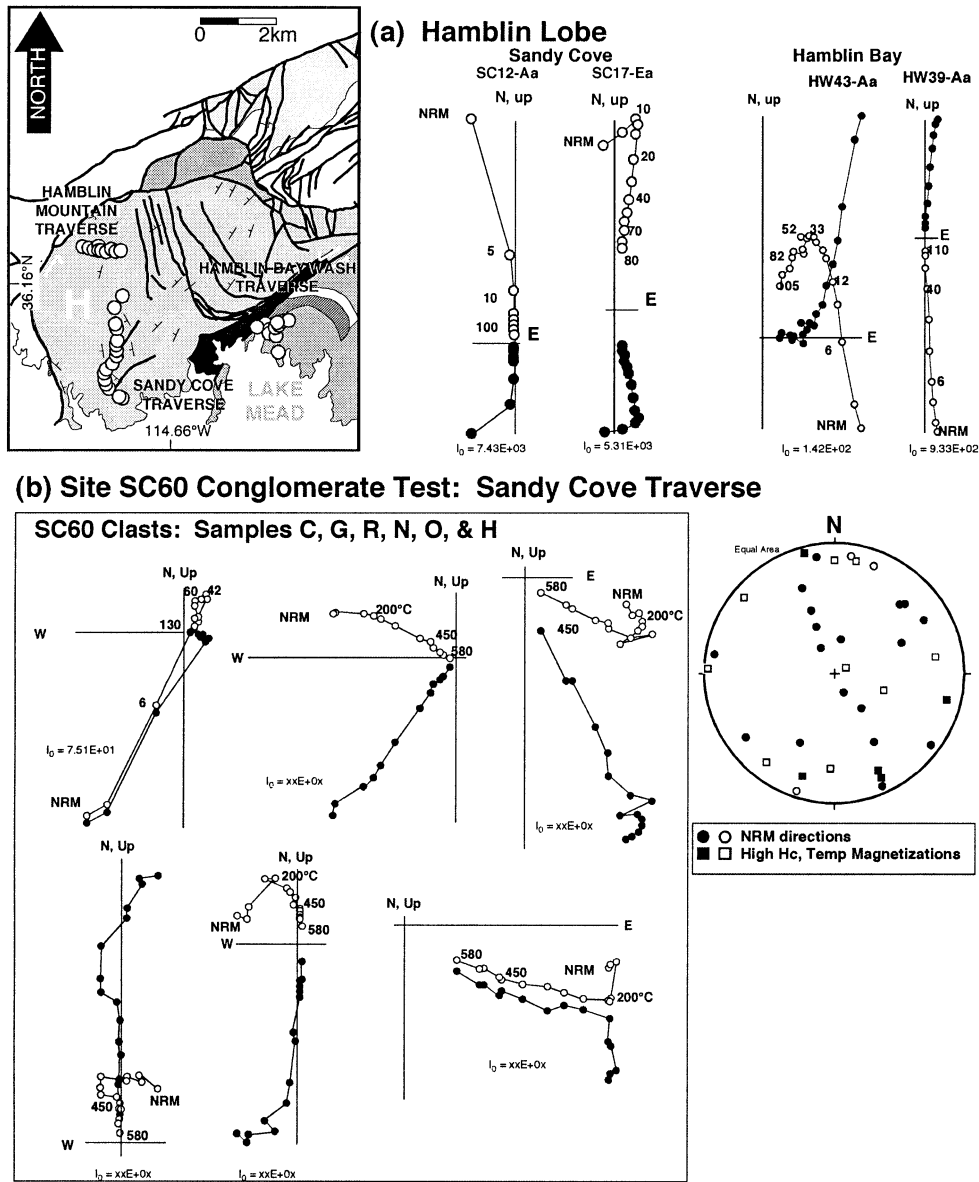 NORTH
0 2km
HAMBLIN
MOUNTAIN
TRAVERSE
36.16°N
H
HAMBLIN BAY WASH
TRAVERSE
SANDY COVE
TRAVERSE
LAKE
MEAD
114.66°W
(a) Hamblin Lobe
Sandy Cove
SC12-Aa
N, up
NRM
5
10
100
E
I₀ = 7.43E+03
SC17-Ea
N, up
10
NRM
20
40
70
80
E
I₀ = 5.31E+03
Hamblin Bay
HW43-Aa
N, up
52 33
82
105
12
E
6
NRM
I₀ = 1.42E+02
HW39-Aa
N, up
E
110
40
6
NRM
I₀ = 9.33E+02
(b) Site SC60 Conglomerate Test: Sandy Cove Traverse
SC60 Clasts: Samples C, G, R, N, O, & H
N, Up
60 42
W
130
6
I₀ = 7.51E+01
NRM
N, Up
NRM
200°C
450
W
580
I₀ = xxE+0x
N, Up
E
580
NRM
200°C
450
I₀ = xxE+0x
N, Up
NRM
450
W
580
I₀ = xxE+0x
N, Up
200°C
450
NRM
580
W
I₀ = xxE+0x
N, Up
E
580
450
NRM
200°C
I₀ = xxE+0x
N
Equal Area
NRM directions
High Hc, Temp Magnetizations